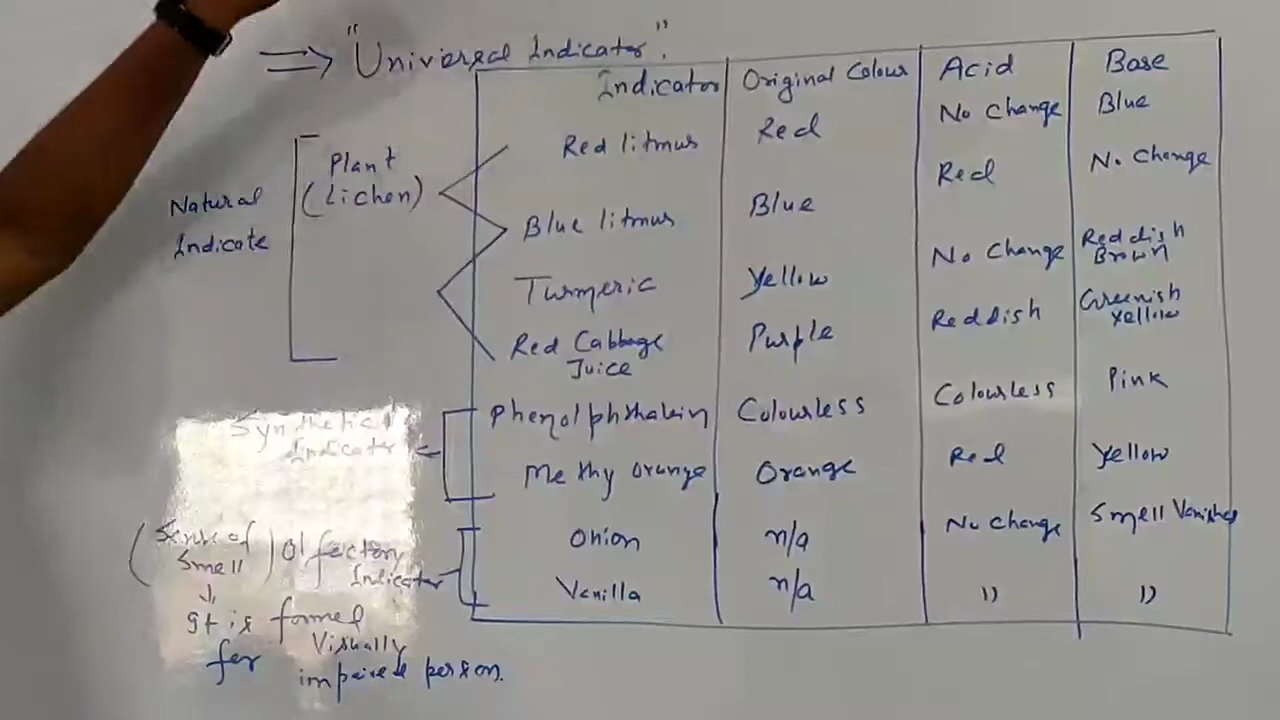 ⇒ "Universal Indicator".
Indicator Original Colour Acid Base
Red litmus Red No Change Blue
Blue litmus Blue Red No Change
Turmeric Yellow No Change Reddish Brown
Red Cabbage Juice Purple Reddish Greenish Yellow
Phenolphthalein Colourless Colourless Pink
Methy orange Orange Red Yellow
Onion n/a No Change Smell Vanishes
Vanilla n/a " "
Natural
Indicate
Plant
(Lichen)
Synthetic
Indicator
(Sense of
Smell) Olfactory
Indicator
↓
It is formed
for Visually
impaired person.